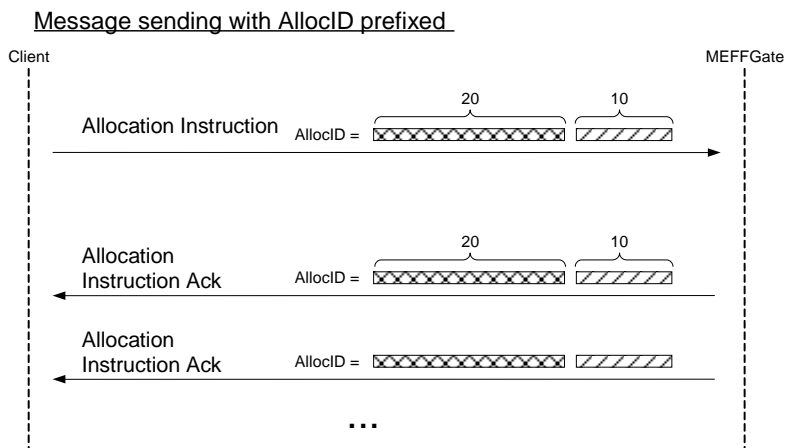 Message sending with AllocID prefixed
Client
MEFFGate
20
10
Allocation Instruction
AllocID =
20
10
Allocation
Instruction Ack
AllocID =
Allocation
Instruction Ack
AllocID =
...